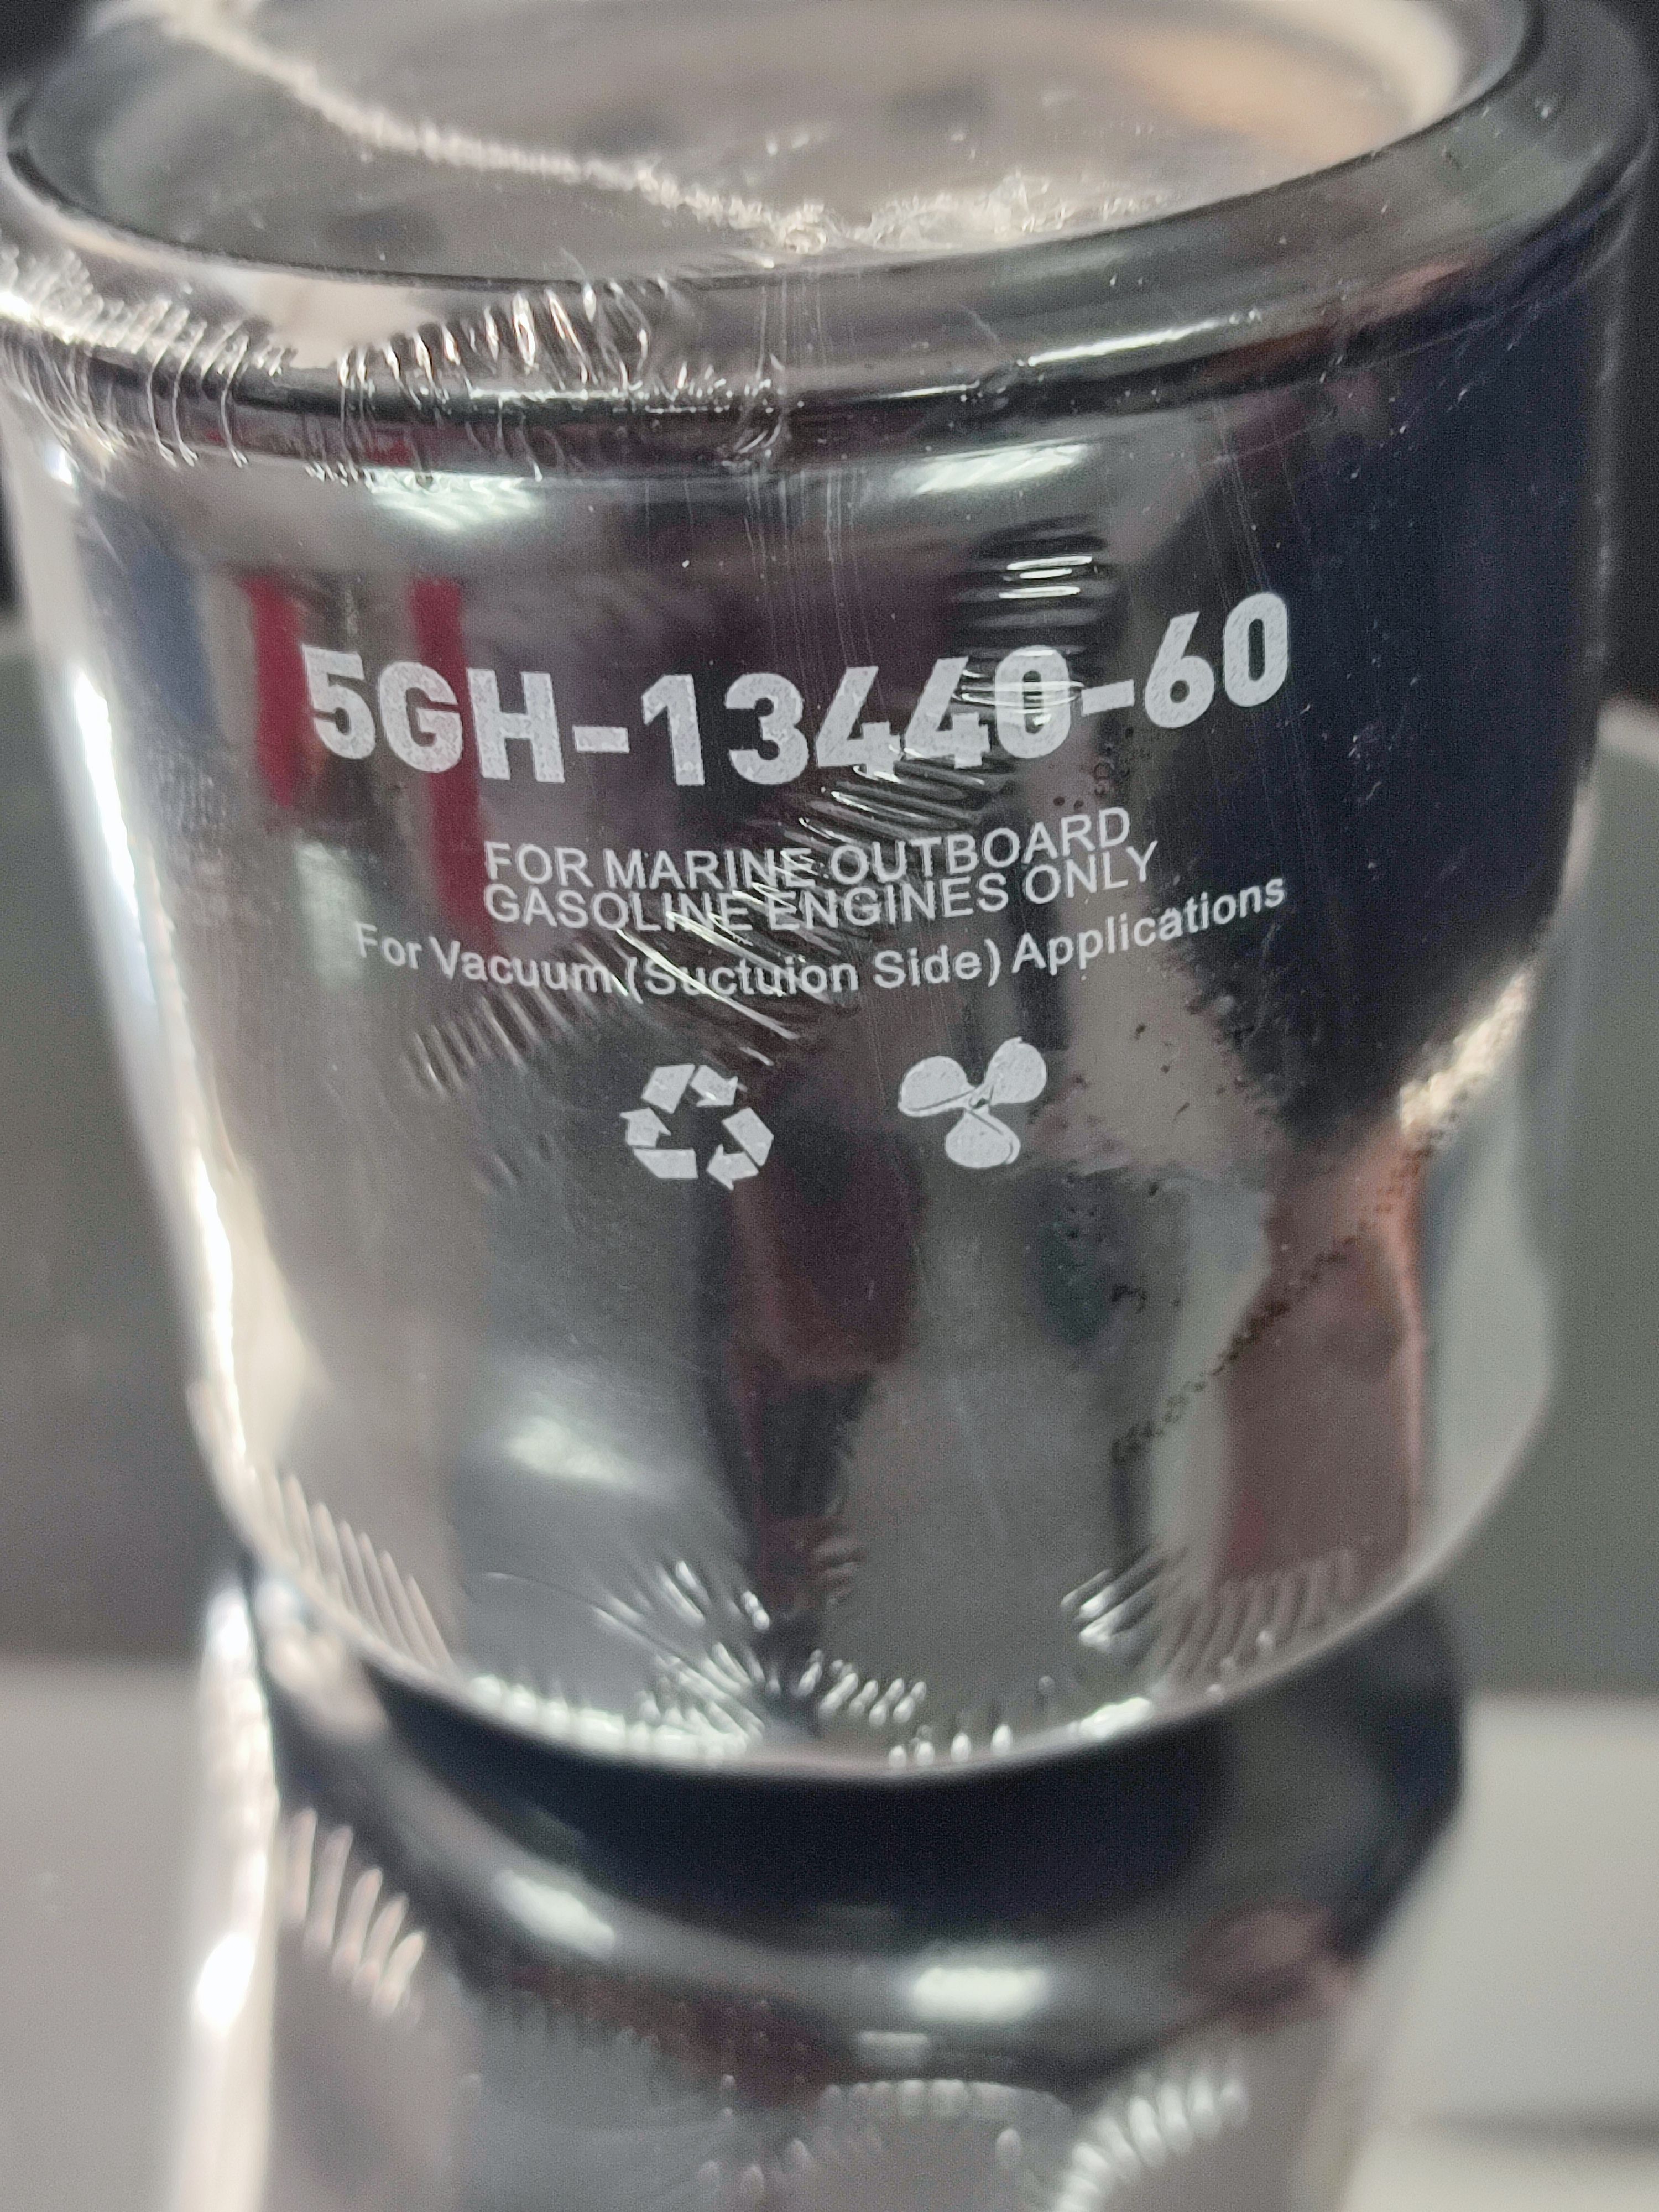 5GH-13440-60
FOR MARINE OUTBOARD
GASOLINE ENGINES ONLY
For Vacuum (Suctuion Side) Applications